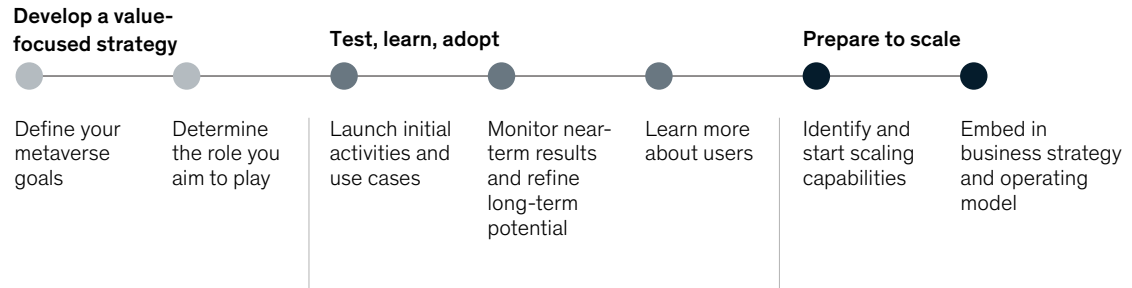 Develop a value-
focused strategy
Test, learn, adopt
Prepare to scale
Define your
metaverse
goals
Determine
the role you
aim to play
Launch initial
activities and
use cases
Monitor near-
term results
and refine
long-term
potential
Learn more
about users
Identify and
start scaling
capabilities
Embed in
business strategy
and operating
model